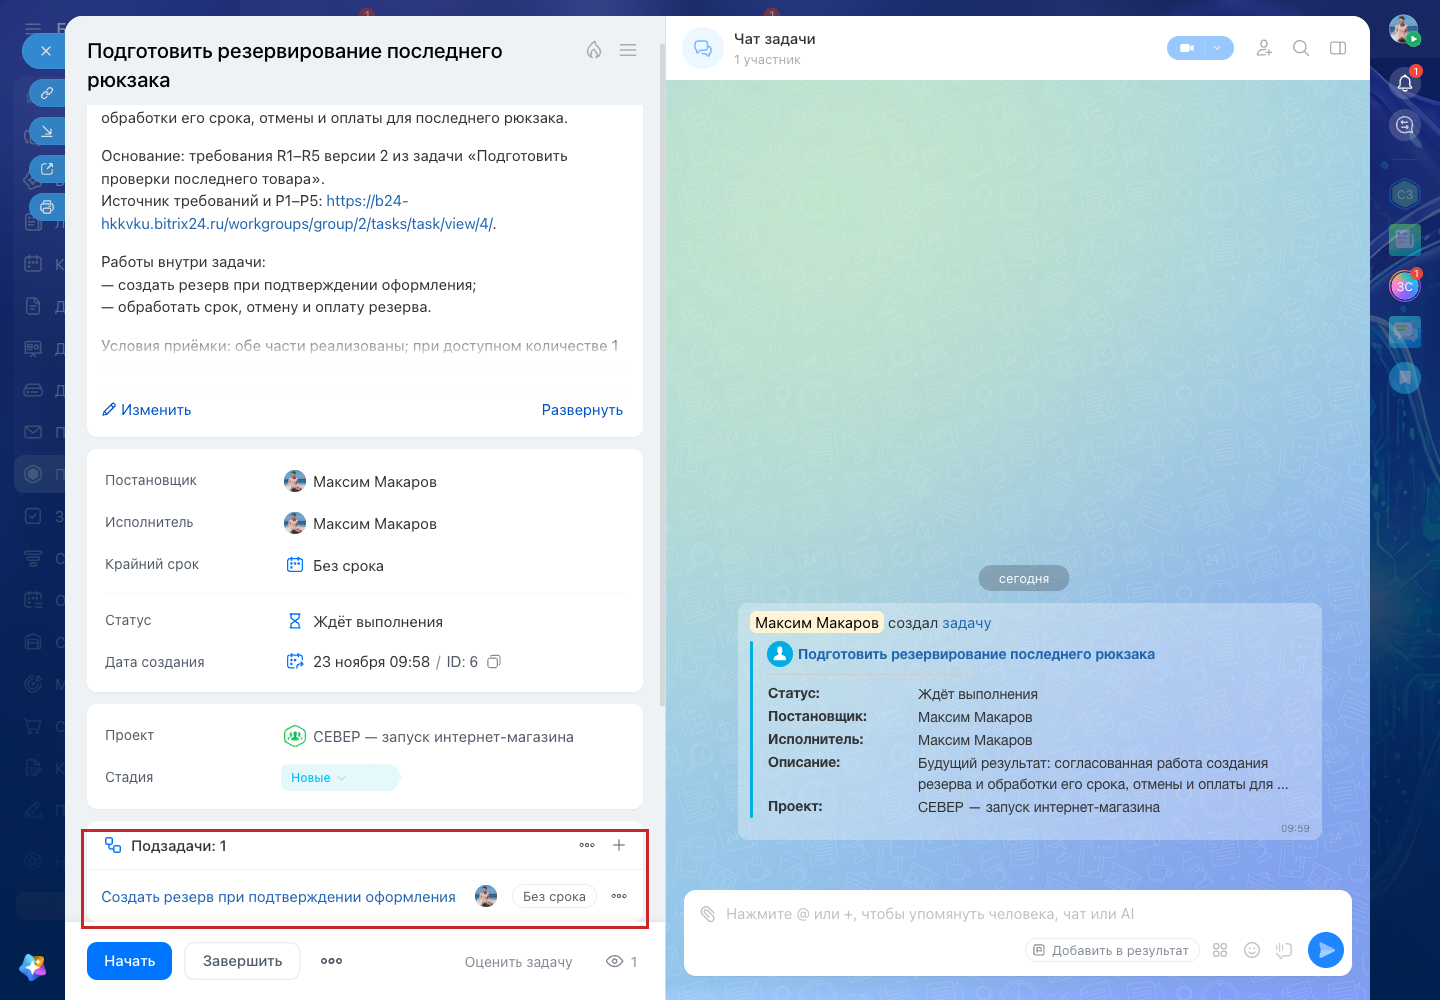 Подготовить резервирование последнего
рюкзака
обработки его срока, отмены и оплаты для последнего рюкзака.
Основание: требования R1–R5 версии 2 из задачи «Подготовить
проверки последнего товара».
Источник требований и P1–P5: https://b24-
hkkvku.bitrix24.ru/workgroups/group/2/tasks/task/view/4/.
Работы внутри задачи:
— создать резерв при подтверждении оформления;
— обработать срок, отмену и оплату резерва.
Условия приёмки: обе части реализованы; при доступном количестве 1
Изменить
Развернуть
Постановщик
Максим Макаров
Исполнитель
Максим Макаров
Крайний срок
Без срока
Статус
Ждёт выполнения
Дата создания
23 ноября 09:58 / ID: 6
Проект
СЕВЕР — запуск интернет-магазина
Стадия
Новые
Подзадачи: 1
Создать резерв при подтверждении оформления
Без срока
Начать
Завершить
Оценить задачу
1
Чат задачи
1 участник
сегодня
Максим Макаров создал задачу
Подготовить резервирование последнего рюкзака
Статус: Ждёт выполнения
Постановщик: Максим Макаров
Исполнитель: Максим Макаров
Описание: Будущий результат: согласованная работа создания
резерва и обработки его срока, отмены и оплаты для ...
Проект: СЕВЕР — запуск интернет-магазина
09:59
Нажмите @ или +, чтобы упомянуть человека, чат или AI
Добавить в результат
1
СЗ
ЗС
1